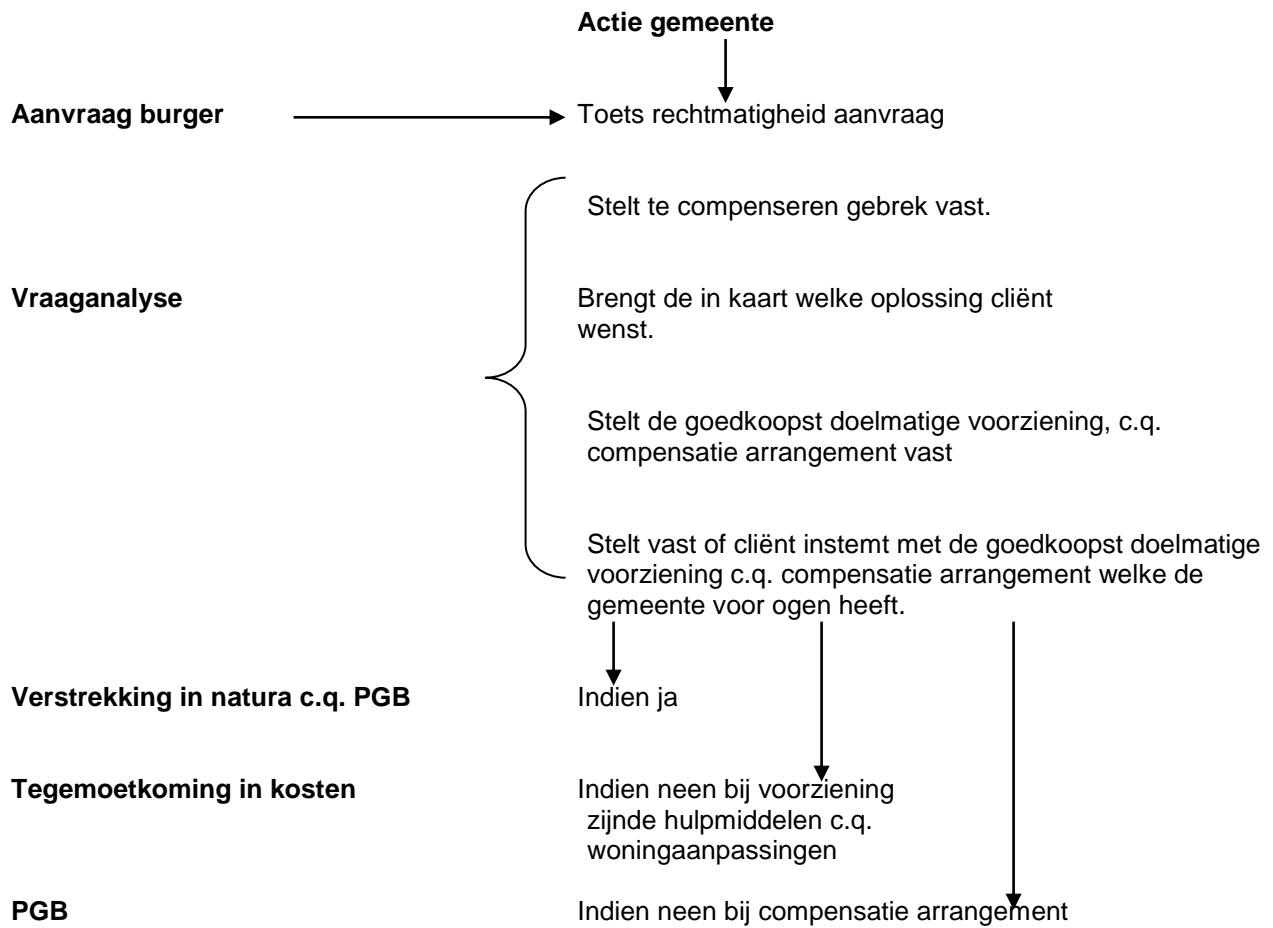 Actie gemeente
Aanvraag burger
Toets rechtmatigheid aanvraag
Stelt te compenseren gebrek vast.
Vraaganalyse
Brengt de in kaart welke oplossing cliënt
wenst.
Stelt de goedkoopst doelmatige voorziening, c.q.
compensatie arrangement vast
Stelt vast of cliënt instemt met de goedkoopst doelmatige
voorziening c.q. compensatie arrangement welke de
gemeente voor ogen heeft.
Verstrekking in natura c.q. PGB
Indien ja
Tegemoetkoming in kosten
Indien neen bij voorziening
zijnde hulpmiddelen c.q.
woningaanpassingen
PGB
Indien neen bij compensatie arrangement